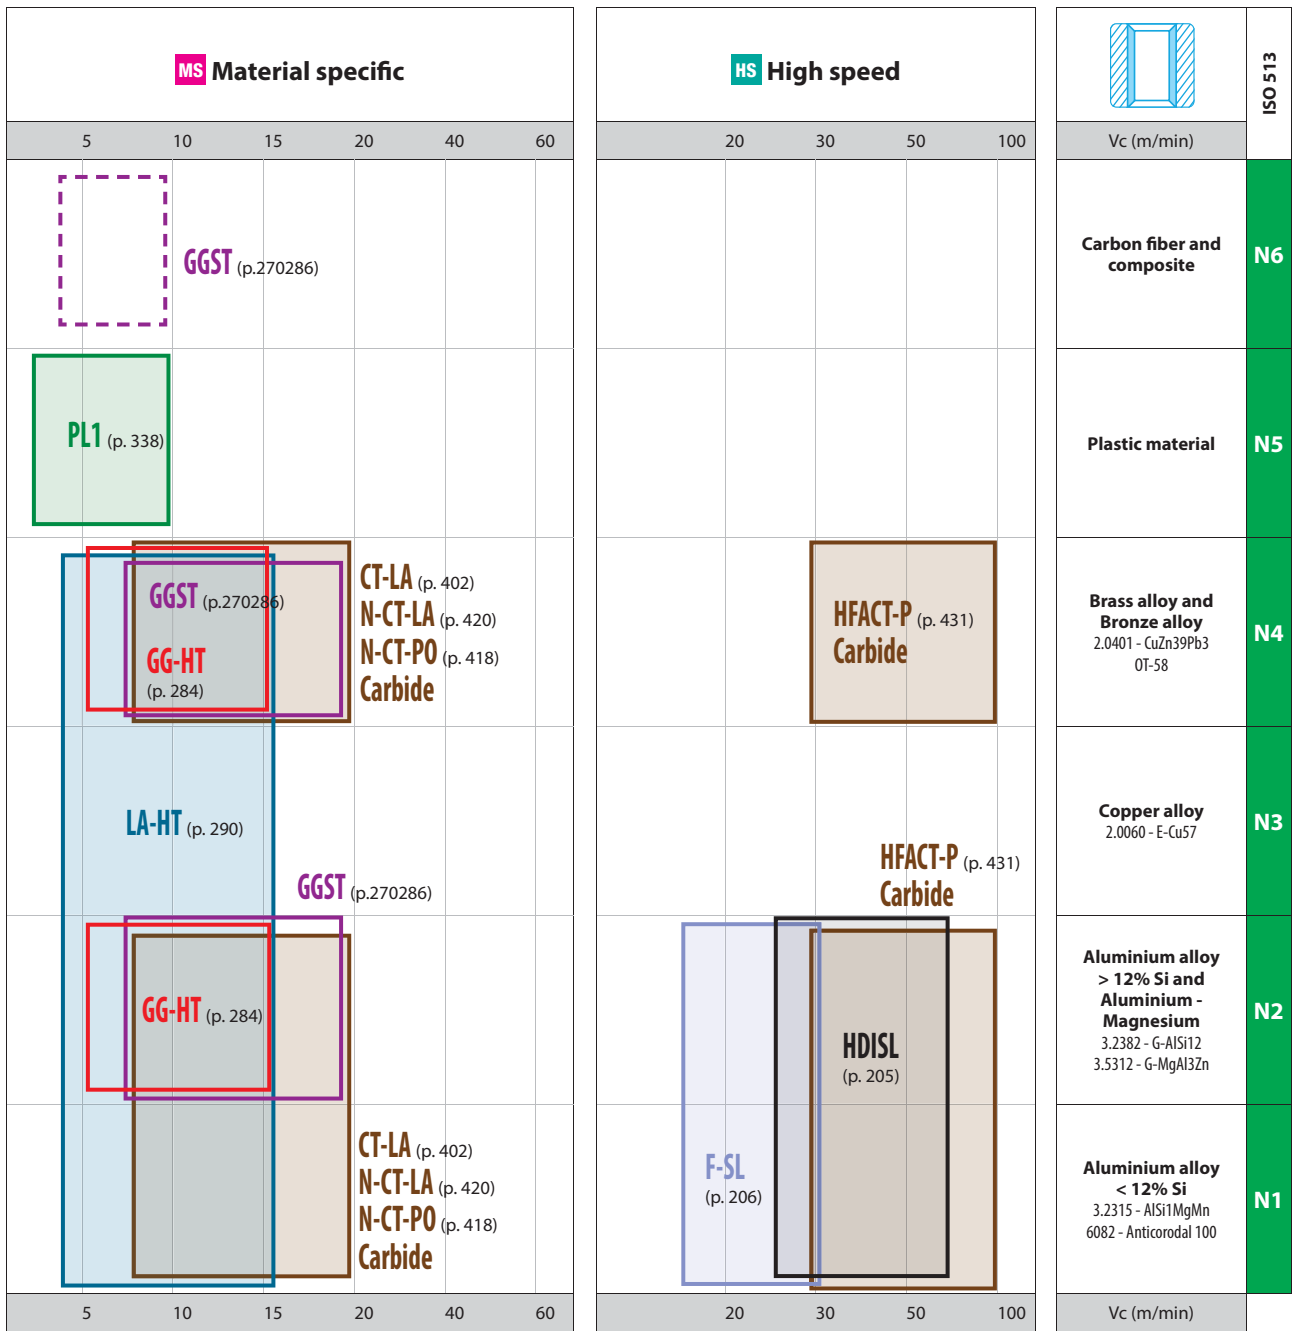 MS Material specific
HS High speed
ISO 513
5 10 15 20 40 60
20 30 50 100
Vc (m/min)
GGST (p.270286)
Carbon fiber and
composite
N6
PL1 (p. 338)
Plastic material
N5
CT-LA (p. 402)
N-CT-LA (p. 420)
N-CT-PO (p. 418)
Carbide
GGST (p.270286)
GG-HT
(p. 284)
HFACT-P (p. 431)
Carbide
Brass alloy and
Bronze alloy
2.0401 - CuZn39Pb3
OT-58
N4
LA-HT (p. 290)
GGST (p.270286)
HFACT-P (p. 431)
Carbide
Copper alloy
2.0060 - E-Cu57
N3
GG-HT (p. 284)
HDISL
(p. 205)
Aluminium alloy
> 12% Si and
Aluminium -
Magnesium
3.2382 - G-AlSi12
3.5312 - G-MgAl3Zn
N2
CT-LA (p. 402)
N-CT-LA (p. 420)
N-CT-PO (p. 418)
Carbide
F-SL
(p. 206)
Aluminium alloy
< 12% Si
3.2315 - AlSi1MgMn
6082 - Anticorodal 100
N1
5 10 15 20 40 60
20 30 50 100
Vc (m/min)